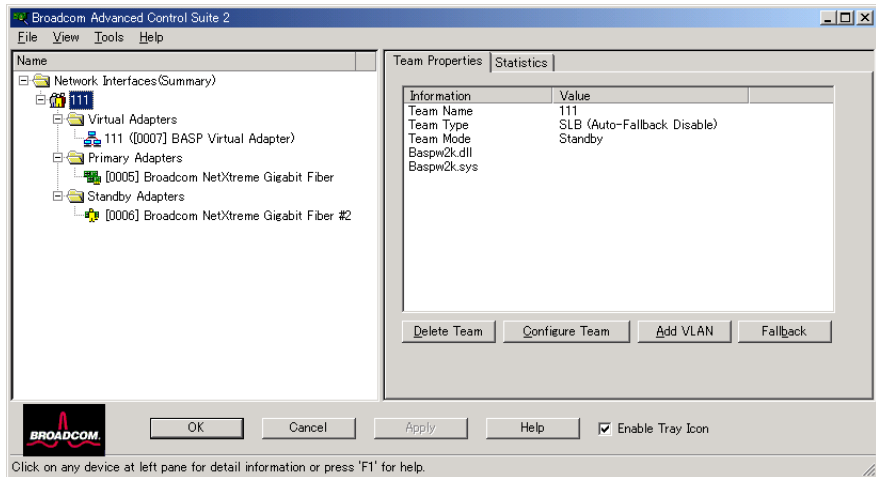 Broadcom Advanced Control Suite 2
File View Tools Help
Name
Network Interfaces(Summary)
111
Virtual Adapters
111 ([0007] BASP Virtual Adapter)
Primary Adapters
[0005] Broadcom NetXtreme Gigabit Fiber
Standby Adapters
[0006] Broadcom NetXtreme Gigabit Fiber #2
Team Properties Statistics
Information Value
Team Name 111
Team Type SLB (Auto-Fallback Disable)
Team Mode Standby
Baspw2k.dll
Baspw2k.sys
Delete Team Configure Team Add VLAN Fallback
BROADCOM.
OK Cancel Apply Help Enable Tray Icon
Click on any device at left pane for detail information or press 'F1' for help.